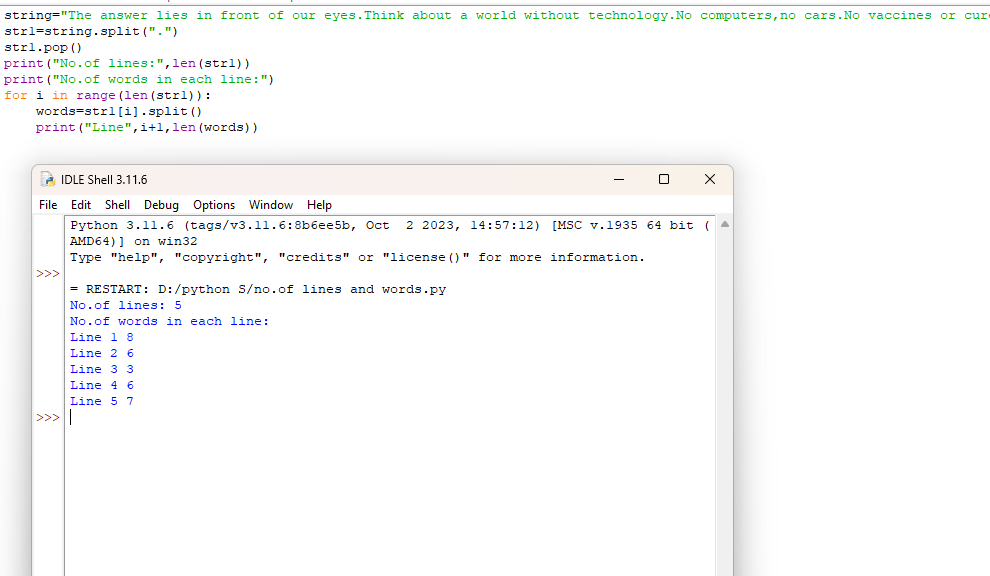 string="The answer lies in front of our eyes.Think about a world without technology.No computers,no cars.No vaccines or cur
str1=string.split(".")
str1.pop()
print("No.of lines:",len(str1))
print("No.of words in each line:")
for i in range(len(str1)):
    words=str1[i].split()
    print("Line",i+1,len(words))
IDLE Shell 3.11.6
File Edit Shell Debug Options Window Help
Python 3.11.6 (tags/v3.11.6:8b6ee5b, Oct  2 2023, 14:57:12) [MSC v.1935 64 bit (
AMD64)] on win32
Type "help", "copyright", "credits" or "license()" for more information.
>>>
= RESTART: D:/python S/no.of lines and words.py
No.of lines: 5
No.of words in each line:
Line 1 8
Line 2 6
Line 3 3
Line 4 6
Line 5 7
>>>